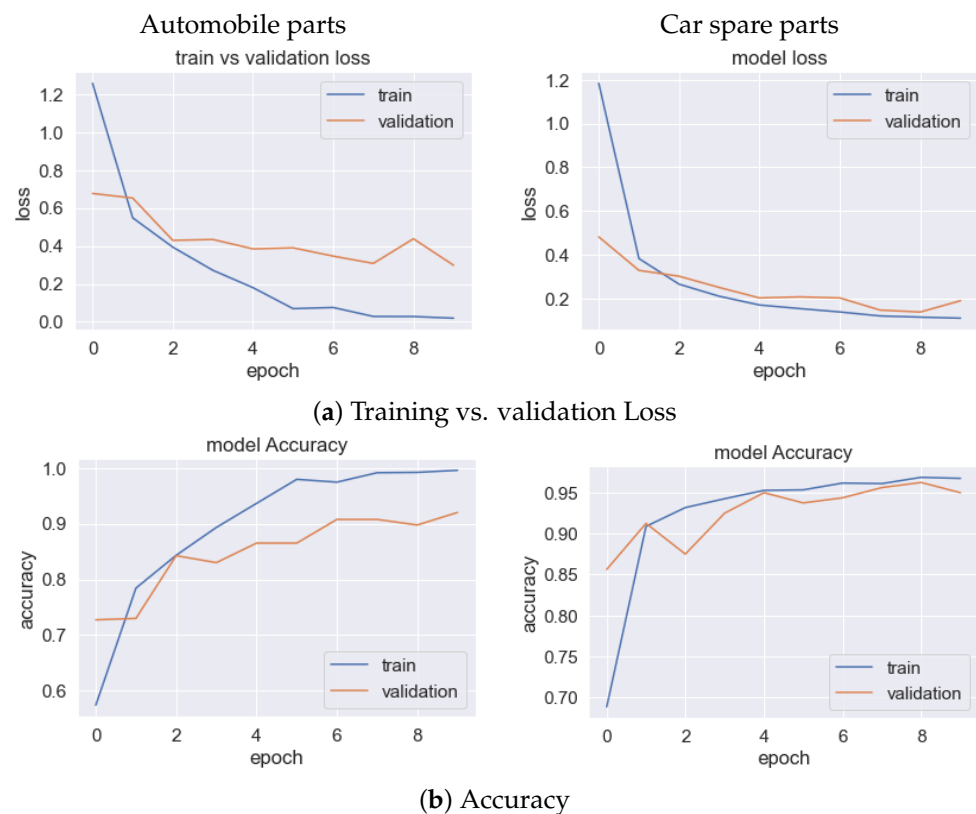 Automobile parts
Car spare parts
train vs validation loss
train
validation
loss
1.2
1.0
0.8
0.6
0.4
0.2
0.0
0 2 4 6 8
epoch
model loss
train
validation
loss
1.2
1.0
0.8
0.6
0.4
0.2
0 2 4 6 8
epoch
(a) Training vs. validation Loss
model Accuracy
accuracy
1.0
0.9
0.8
0.7
0.6
train
validation
0 2 4 6 8
epoch
model Accuracy
accuracy
0.95
0.90
0.85
0.80
0.75
0.70
train
validation
0 2 4 6 8
epoch
(b) Accuracy